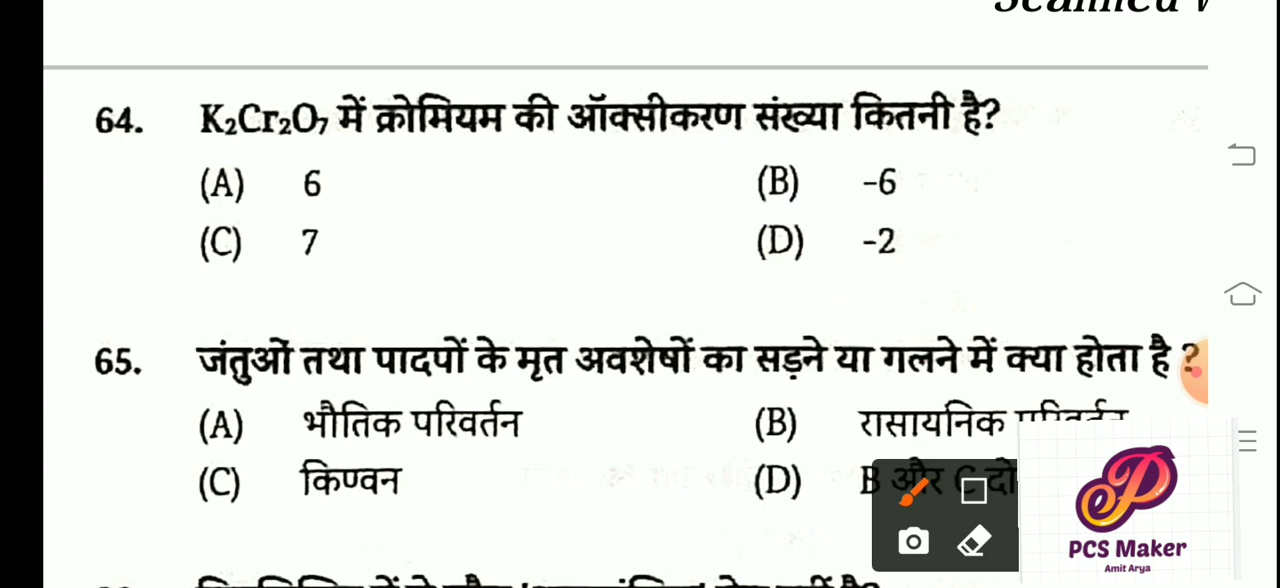 64. K₂Cr₂O₇ में क्रोमियम की ऑक्सीकरण संख्या कितनी है?
(A) 6 (B) -6
(C) 7 (D) -2
65. जंतुओं तथा पादपों के मृत अवशेषों का सड़ने या गलने में क्या होता है ?
(A) भौतिक परिवर्तन (B) रासायनिक
(C) किण्वन (D) B और C
PCS Maker
Amit Arya